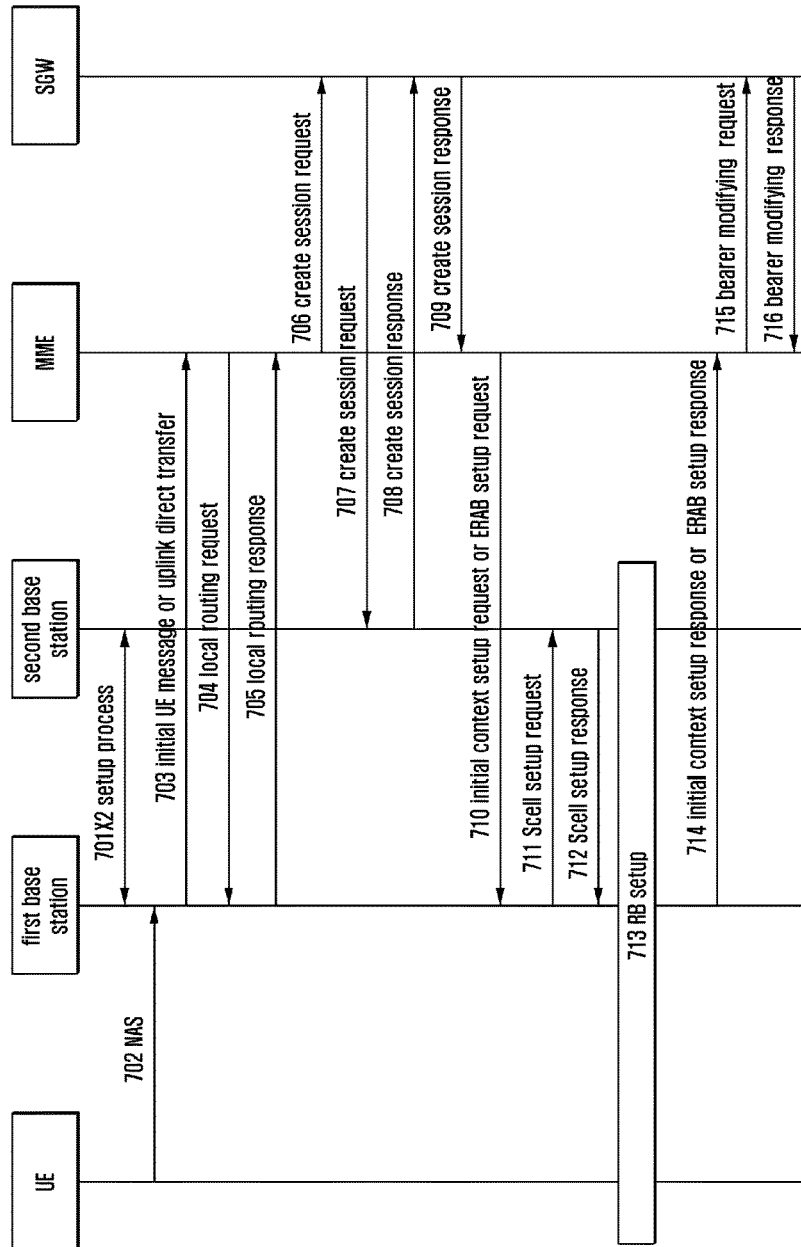 UE
first base
station
second base
station
MME
SGW
701X2 setup process
702 NAS
703 initial UE message or uplink direct transfer
704 local routing request
705 local routing response
706 create session request
707 create session request
708 create session response
709 create session response
710 initial context setup request or ERAB setup request
711 Scell setup request
712 Scell setup response
713 RB setup
714 initial context setup response or ERAB setup response
715 bearer modifying request
716 bearer modifying response